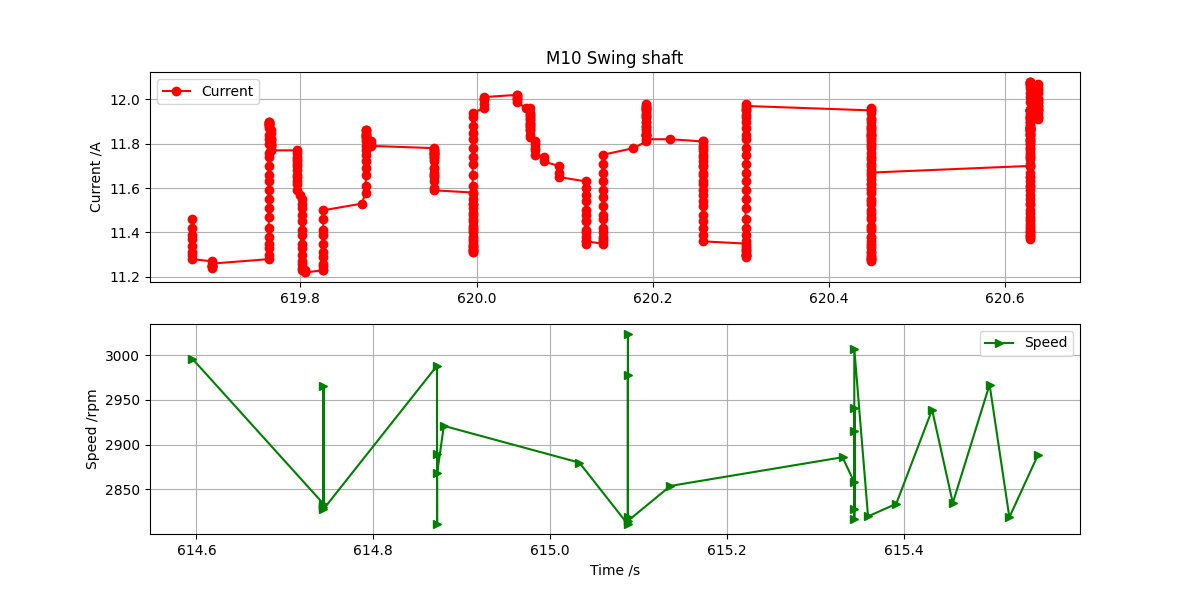 M10 Swing shaft
Current /A
12.0
11.8
11.6
11.4
11.2
Current
619.8 620.0 620.2 620.4 620.6
Speed /rpm
3000
2950
2900
2850
Speed
614.6 614.8 615.0 615.2 615.4
Time /s